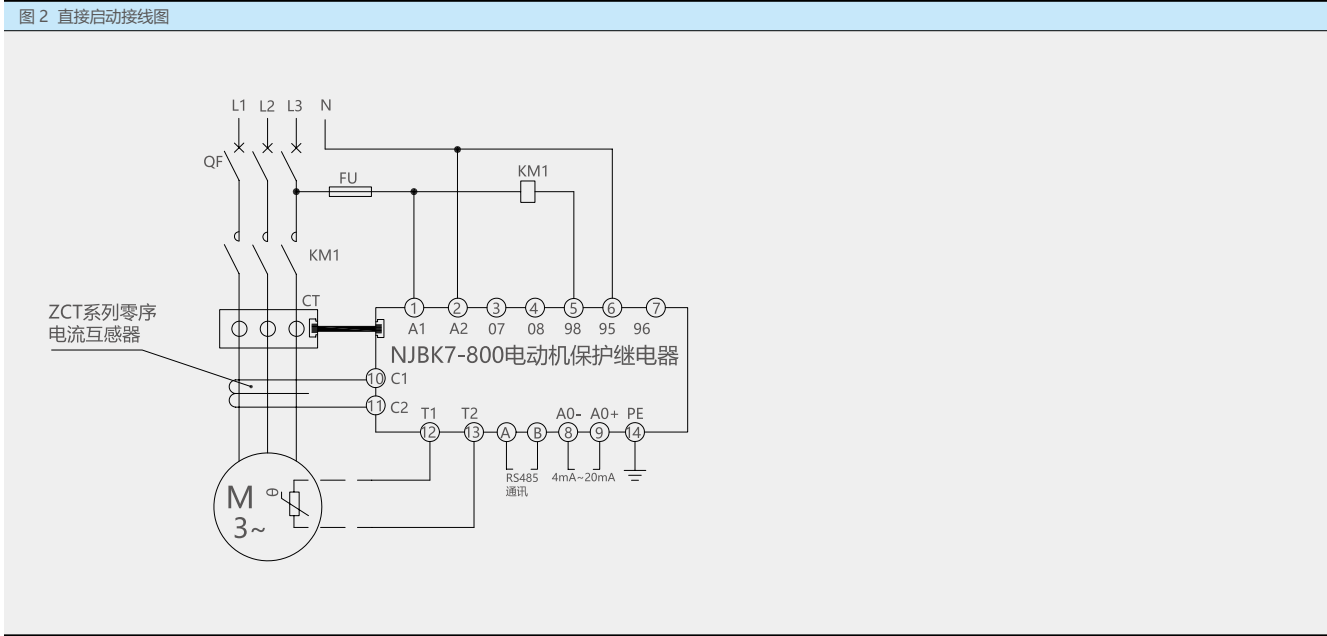 图 2 直接启动接线图
L1 L2 L3 N
QF
FU
KM1
KM1
ZCT系列零序
电流互感器
CT
1 2 3 4 5 6 7
A1 A2 07 08 98 95 96
NJBK7-800电动机保护继电器
10 C1
11 C2
T1 T2 A0- A0+ PE
12 13 A B 8 9 14
RS485 4mA~20mA
通讯
M θ
3~